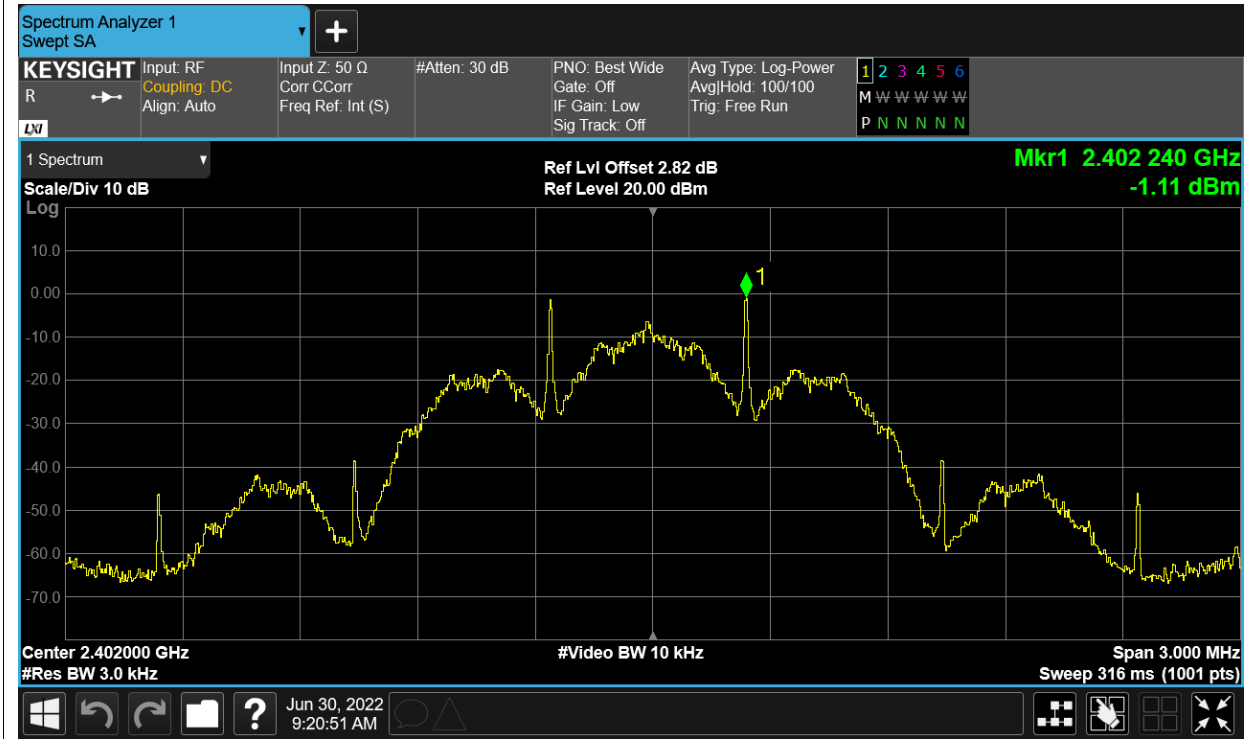 Spectrum Analyzer 1
Swept SA
+
KEYSIGHT
R
LXI
Input: RF
Coupling: DC
Align: Auto
Input Z: 50 Ω
Corr CCorr
Freq Ref: Int (S)
#Atten: 30 dB
PNO: Best Wide
Gate: Off
IF Gain: Low
Sig Track: Off
Avg Type: Log-Power
Avg|Hold: 100/100
Trig: Free Run
1 2 3 4 5 6
M W W W W W
P N N N N N
1 Spectrum
Scale/Div 10 dB
Log
Ref Lvl Offset 2.82 dB
Ref Level 20.00 dBm
Mkr1 2.402 240 GHz
-1.11 dBm
1
10.0
0.00
-10.0
-20.0
-30.0
-40.0
-50.0
-60.0
-70.0
Center 2.402000 GHz
#Video BW 10 kHz
Span 3.000 MHz
#Res BW 3.0 kHz
Sweep 316 ms (1001 pts)
?
Jun 30, 2022
9:20:51 AM